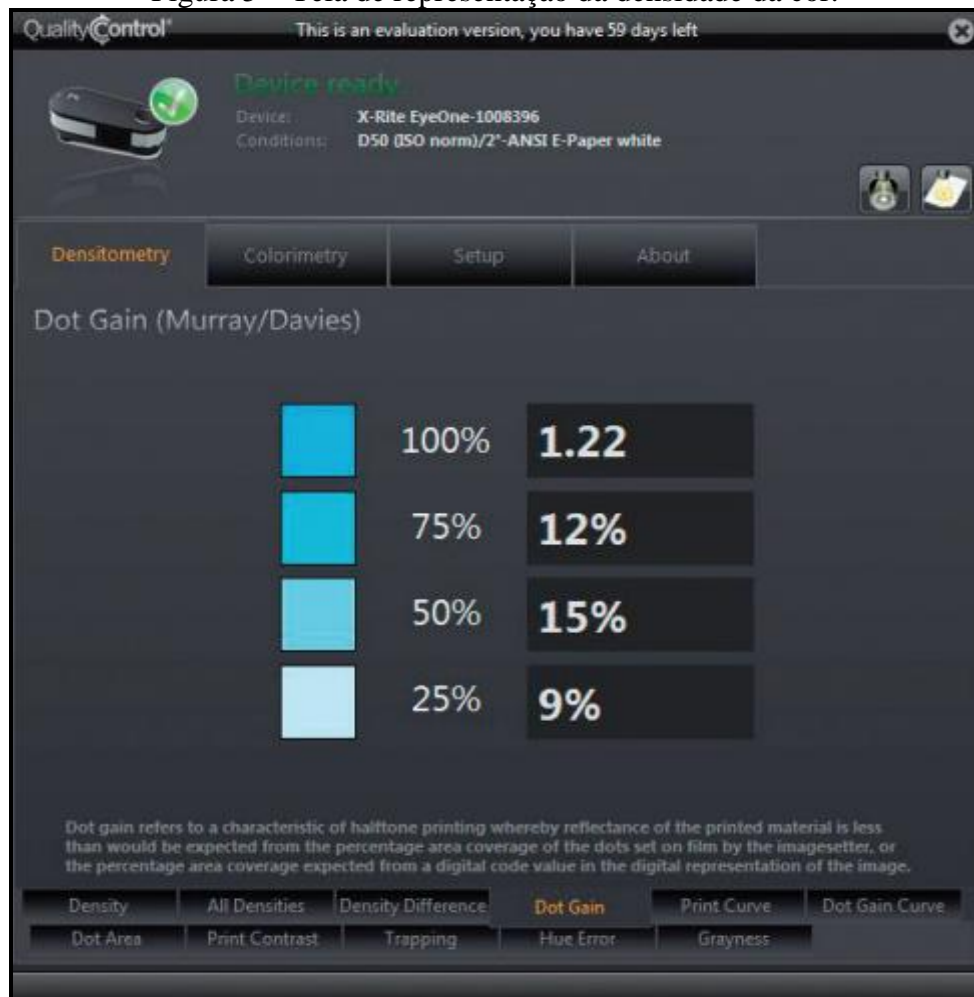 Figura 3 – Tela de representação da densidade da cor.
QualityControl This is an evaluation version, you have 59 days left
Device ready
Device: X-Rite EyeOne-1008396
Conditions: D50 (ISO norm)/2°-ANSI E-Paper white
Densitometry Colorimetry Setup About
Dot Gain (Murray/Davies)
100% 1.22
75% 12%
50% 15%
25% 9%
Dot gain refers to a characteristic of halftone printing whereby reflectance of the printed material is less
than would be expected from the percentage area coverage of the dots set on film by the imagesetter, or
the percentage area coverage expected from a digital code value in the digital representation of the image.
Density All Densities Density Difference Dot Gain Print Curve Dot Gain Curve
Dot Area Print Contrast Trapping Hue Error Grayness